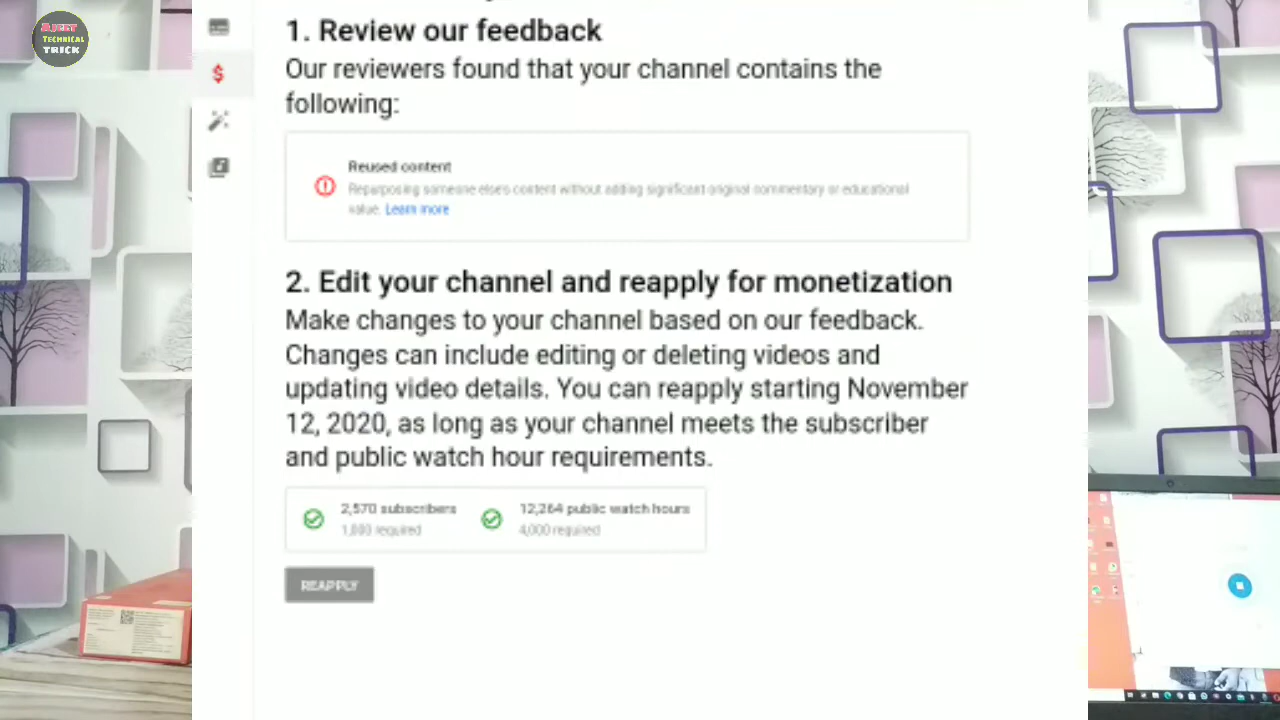 AJEET
TECHNICAL
TRICK
1. Review our feedback
Our reviewers found that your channel contains the
following:
Reused content
Repurposing someone else's content without adding significant original commentary or educational
value. Learn more
2. Edit your channel and reapply for monetization
Make changes to your channel based on our feedback.
Changes can include editing or deleting videos and
updating video details. You can reapply starting November
12, 2020, as long as your channel meets the subscriber
and public watch hour requirements.
2,570 subscribers
1,000 required
12,264 public watch hours
4,000 required
REAPPLY